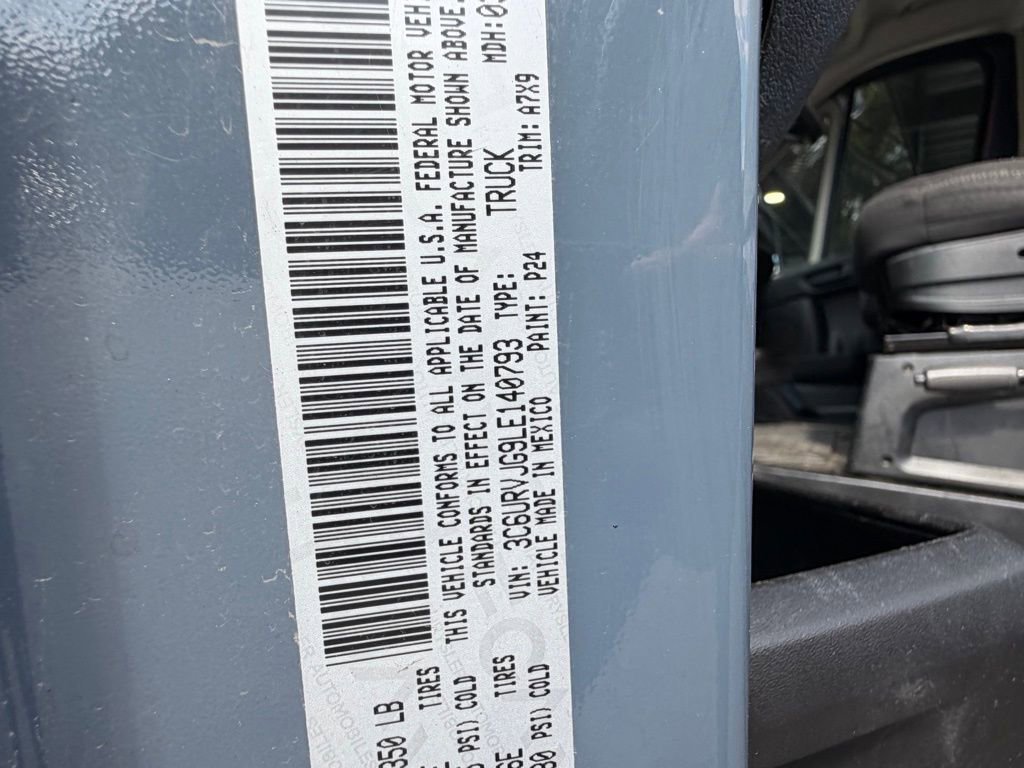 350 LB
TIRES
PSI) COLD
TIRES
80 PSI) COLD
THIS VEHICLE CONFORMS TO ALL APPLICABLE U.S.A. FEDERAL MOTOR VEH.
STANDARDS IN EFFECT ON THE DATE OF MANUFACTURE SHOWN ABOVE.
MDH:03
VIN: 3C6URVJG9LE140793 TYPE: TRUCK
VEHICLE MADE IN MEXICO PAINT: P24 TRIM: A7X9